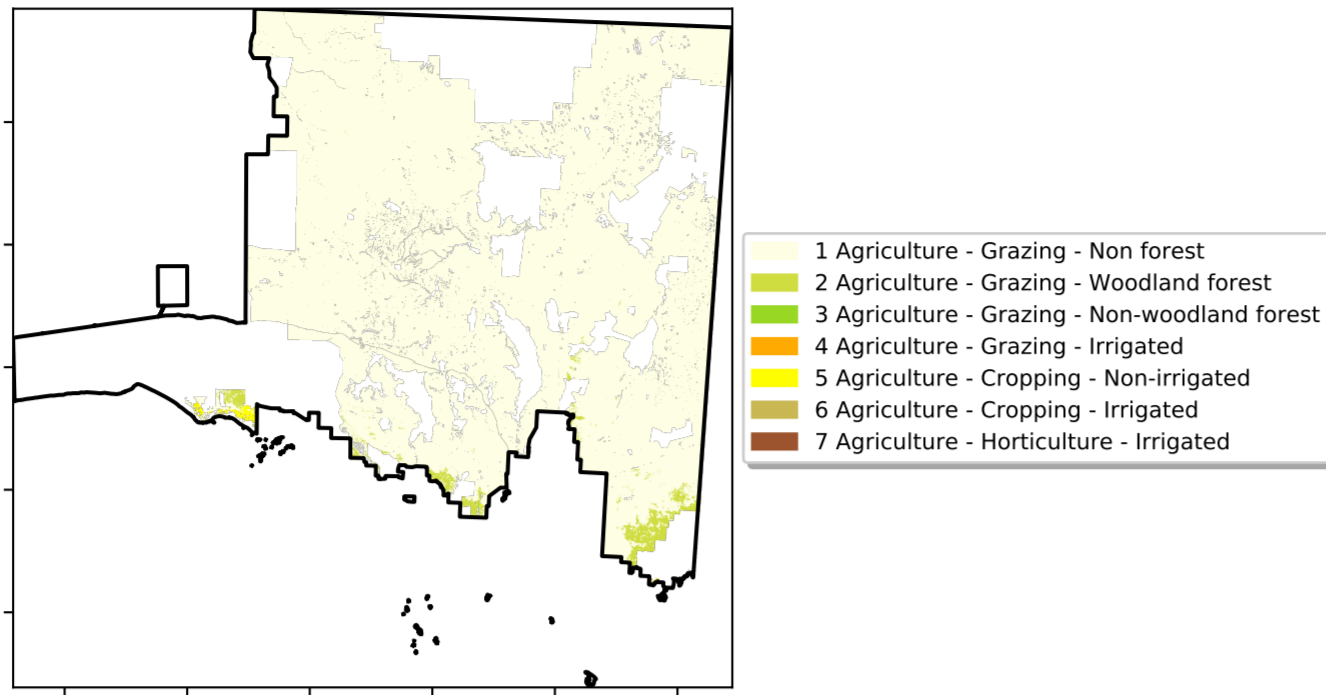 1 Agriculture - Grazing - Non forest
2 Agriculture - Grazing - Woodland forest
3 Agriculture - Grazing - Non-woodland forest
4 Agriculture - Grazing - Irrigated
5 Agriculture - Cropping - Non-irrigated
6 Agriculture - Cropping - Irrigated
7 Agriculture - Horticulture - Irrigated